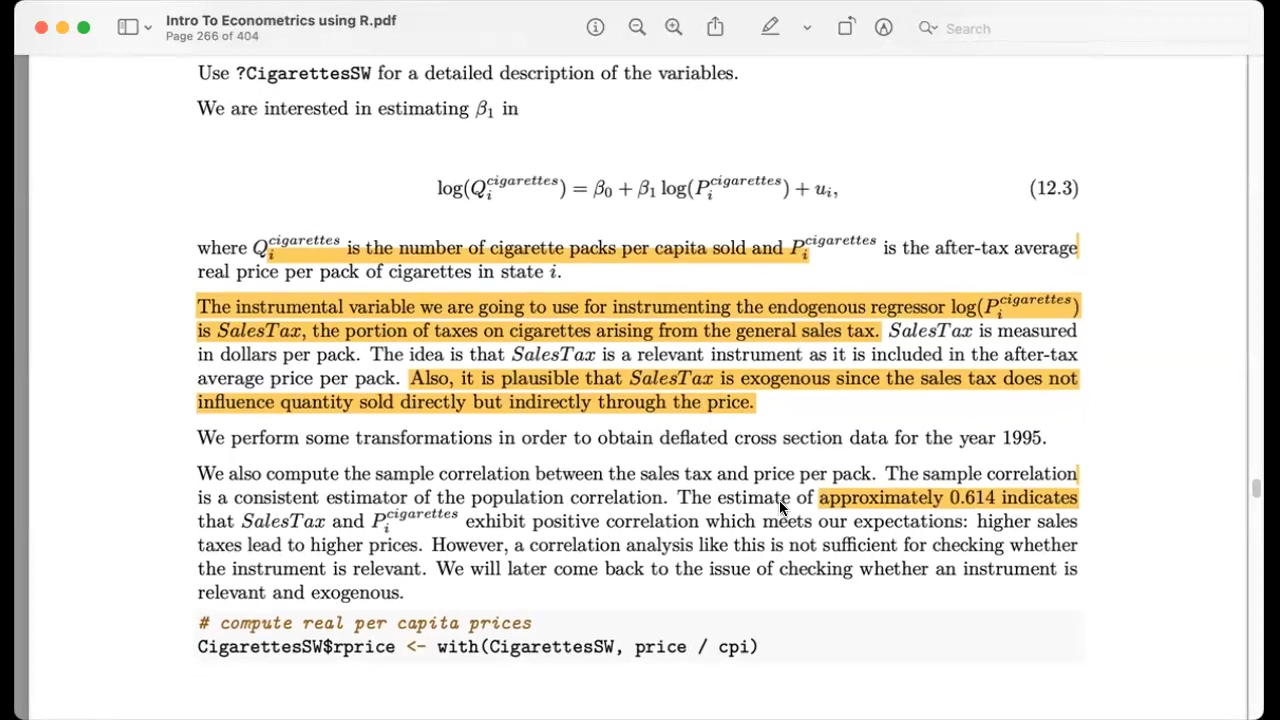 Intro To Econometrics using R.pdf
Page 266 of 404
Search
Use ?CigarettesSW for a detailed description of the variables.
We are interested in estimating β₁ in
log(Q_i^{cigarettes}) = β₀ + β₁ log(P_i^{cigarettes}) + u_i, (12.3)
where Q_i^{cigarettes} is the number of cigarette packs per capita sold and P_i^{cigarettes} is the after-tax average
real price per pack of cigarettes in state i.
The instrumental variable we are going to use for instrumenting the endogenous regressor log(P_i^{cigarettes})
is SalesTax, the portion of taxes on cigarettes arising from the general sales tax. SalesTax is measured
in dollars per pack. The idea is that SalesTax is a relevant instrument as it is included in the after-tax
average price per pack. Also, it is plausible that SalesTax is exogenous since the sales tax does not
influence quantity sold directly but indirectly through the price.
We perform some transformations in order to obtain deflated cross section data for the year 1995.
We also compute the sample correlation between the sales tax and price per pack. The sample correlation
is a consistent estimator of the population correlation. The estimate of approximately 0.614 indicates
that SalesTax and P_i^{cigarettes} exhibit positive correlation which meets our expectations: higher sales
taxes lead to higher prices. However, a correlation analysis like this is not sufficient for checking whether
the instrument is relevant. We will later come back to the issue of checking whether an instrument is
relevant and exogenous.
# compute real per capita prices
CigarettesSW$rprice <- with(CigarettesSW, price / cpi)